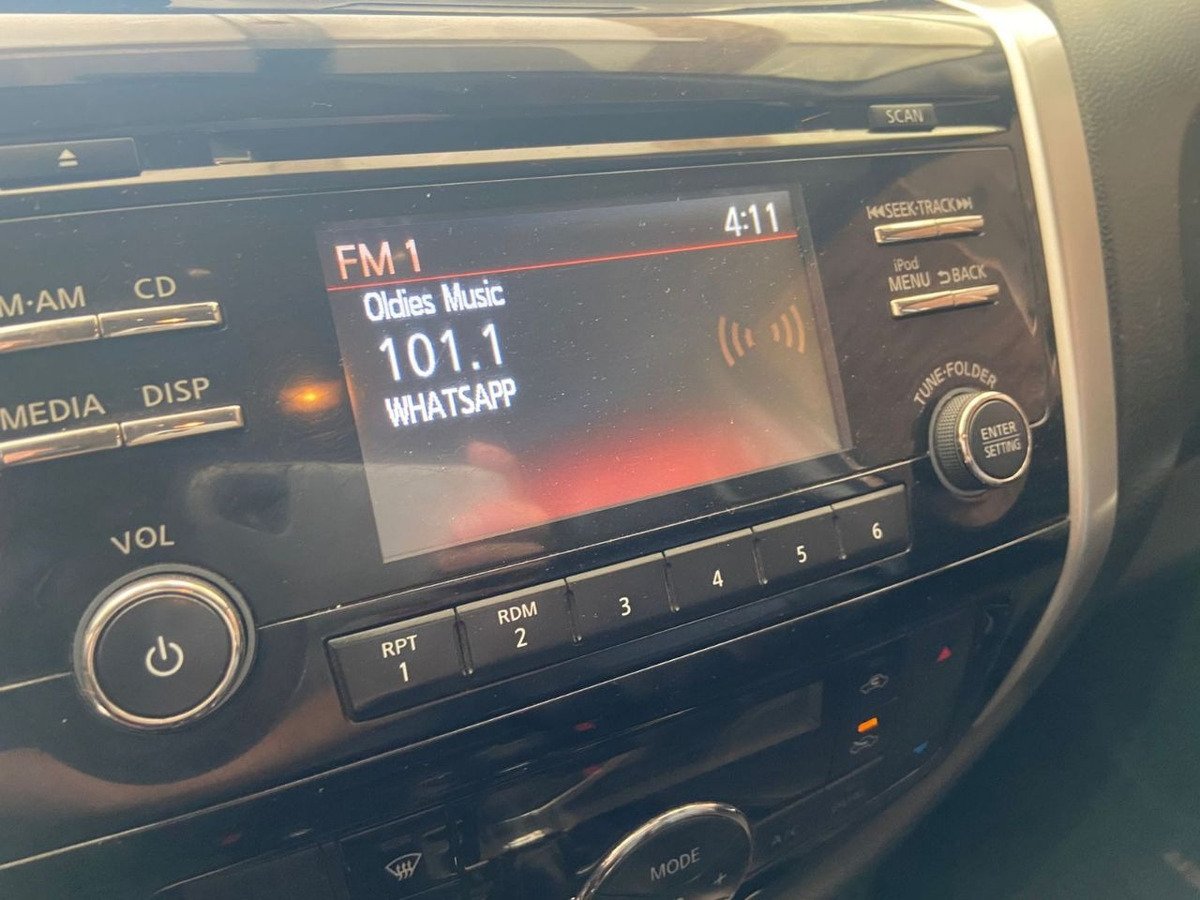 SCAN
4:11
FM 1
SEEK·TRACK
Oldies Music
101.1
WHATSAPP
M·AM
CD
iPod
MENU
BACK
MEDIA
DISP
TUNE·FOLDER
ENTER
SETTING
VOL
RPT
1
RDM
2
3
4
5
6
MODE
A/C